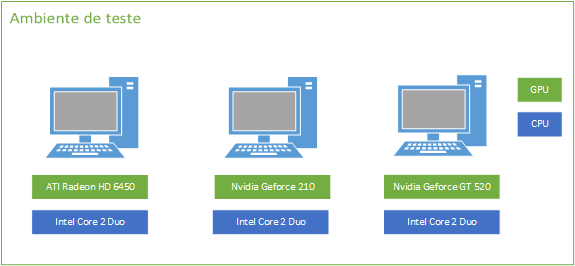 Ambiente de teste
GPU
CPU
ATI Radeon HD 6450
Nvidia Geforce 210
Nvidia Geforce GT 520
Intel Core 2 Duo
Intel Core 2 Duo
Intel Core 2 Duo